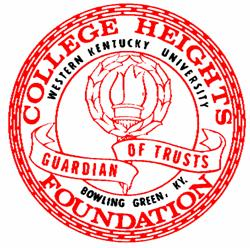 COLLEGE HEIGHTS
WESTERN KENTUCKY UNIVERSITY
GUARDIAN OF TRUSTS
BOWLING GREEN, KY.
FOUNDATION